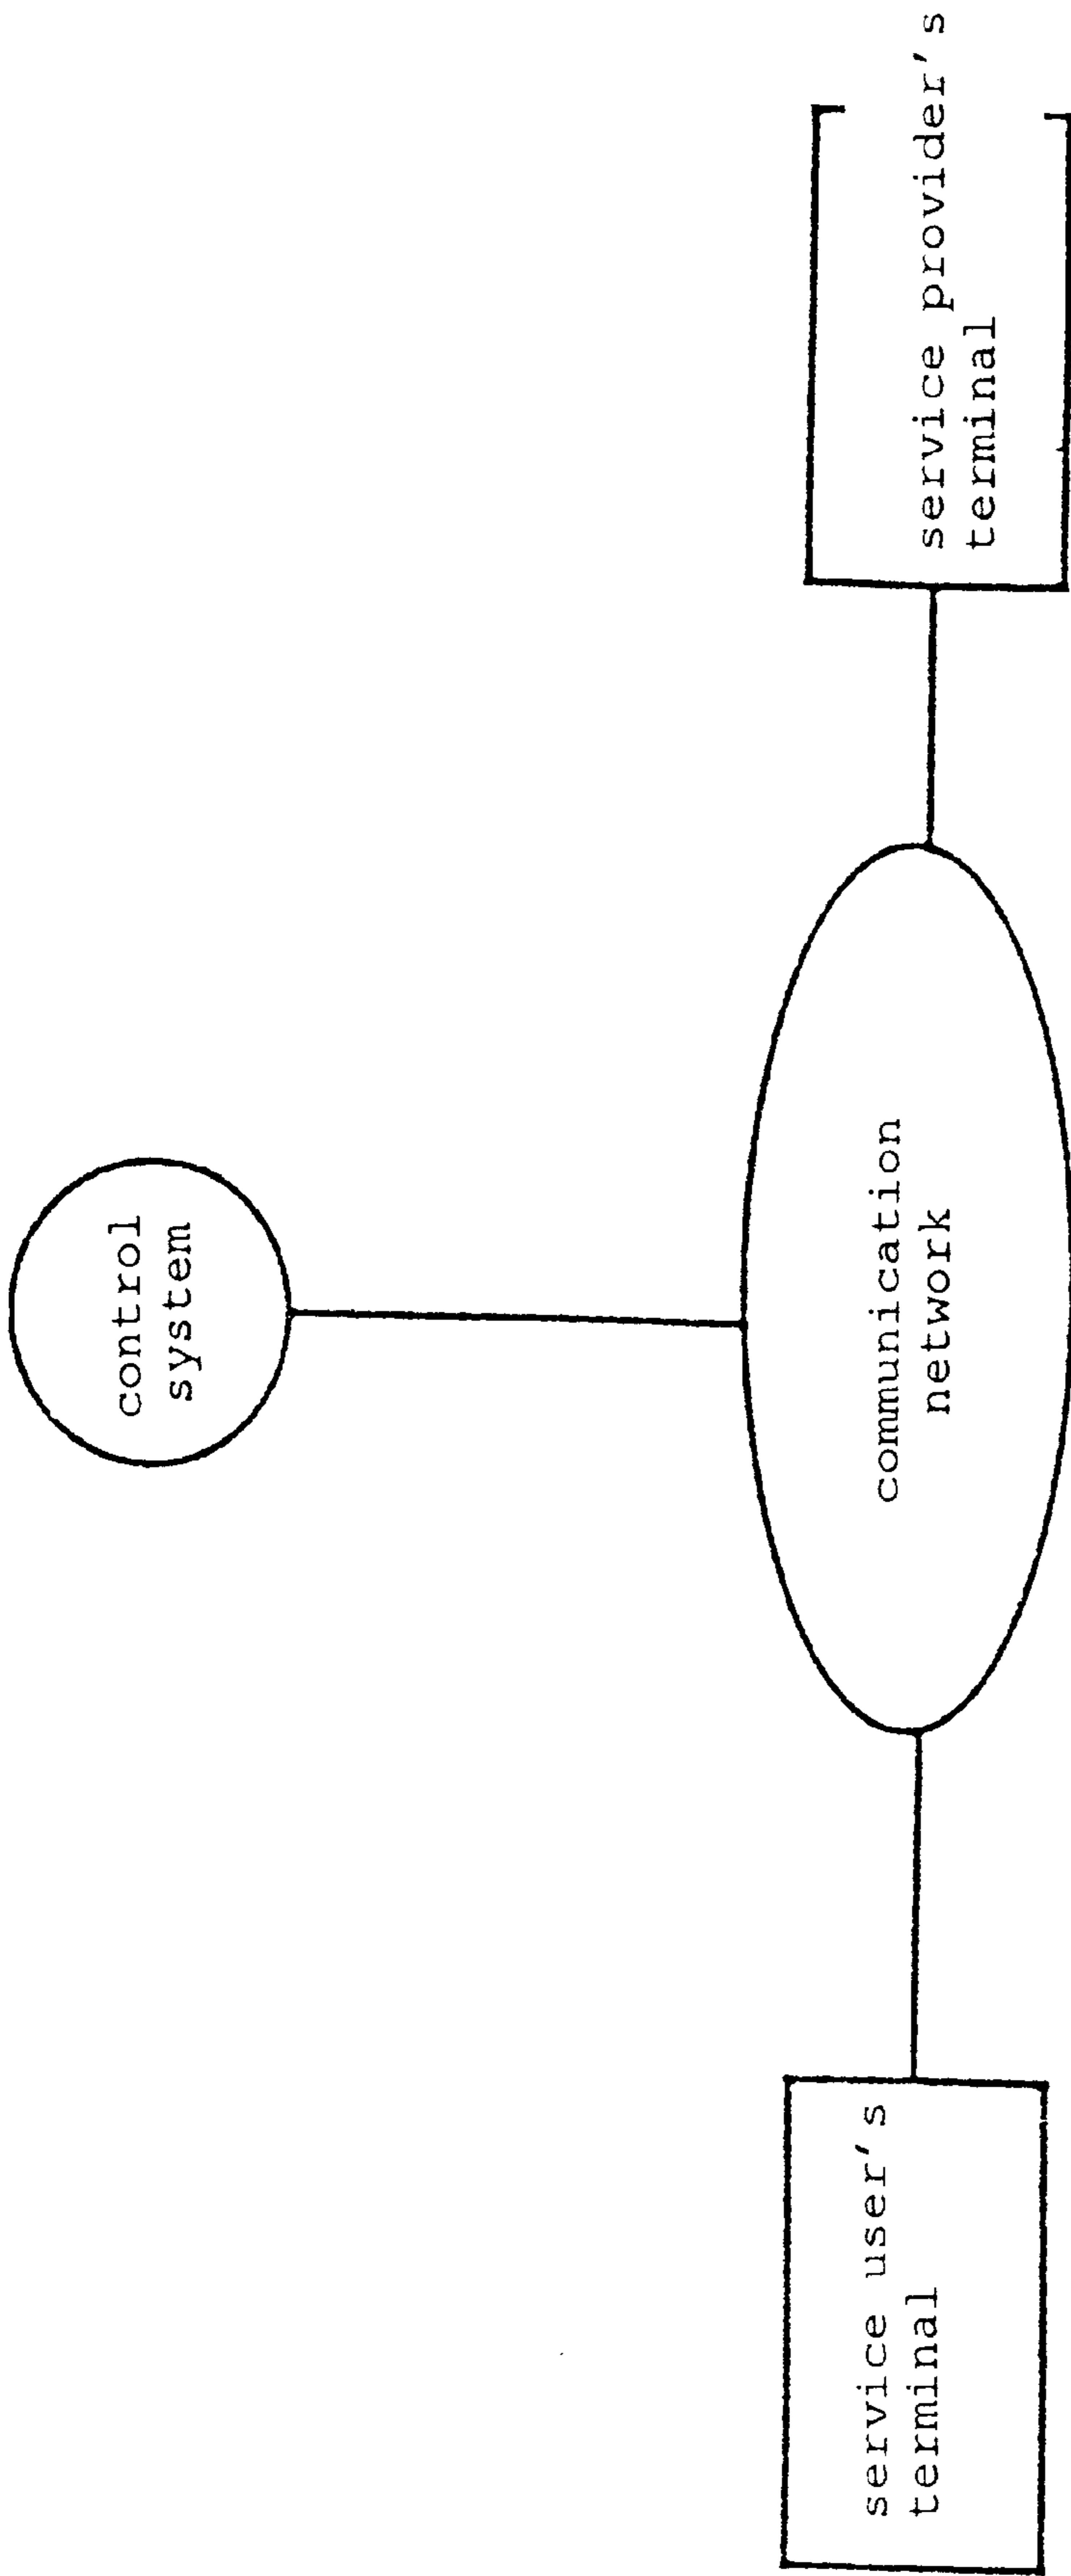 control
system
service user's
terminal
communication
network
service provider's
terminal